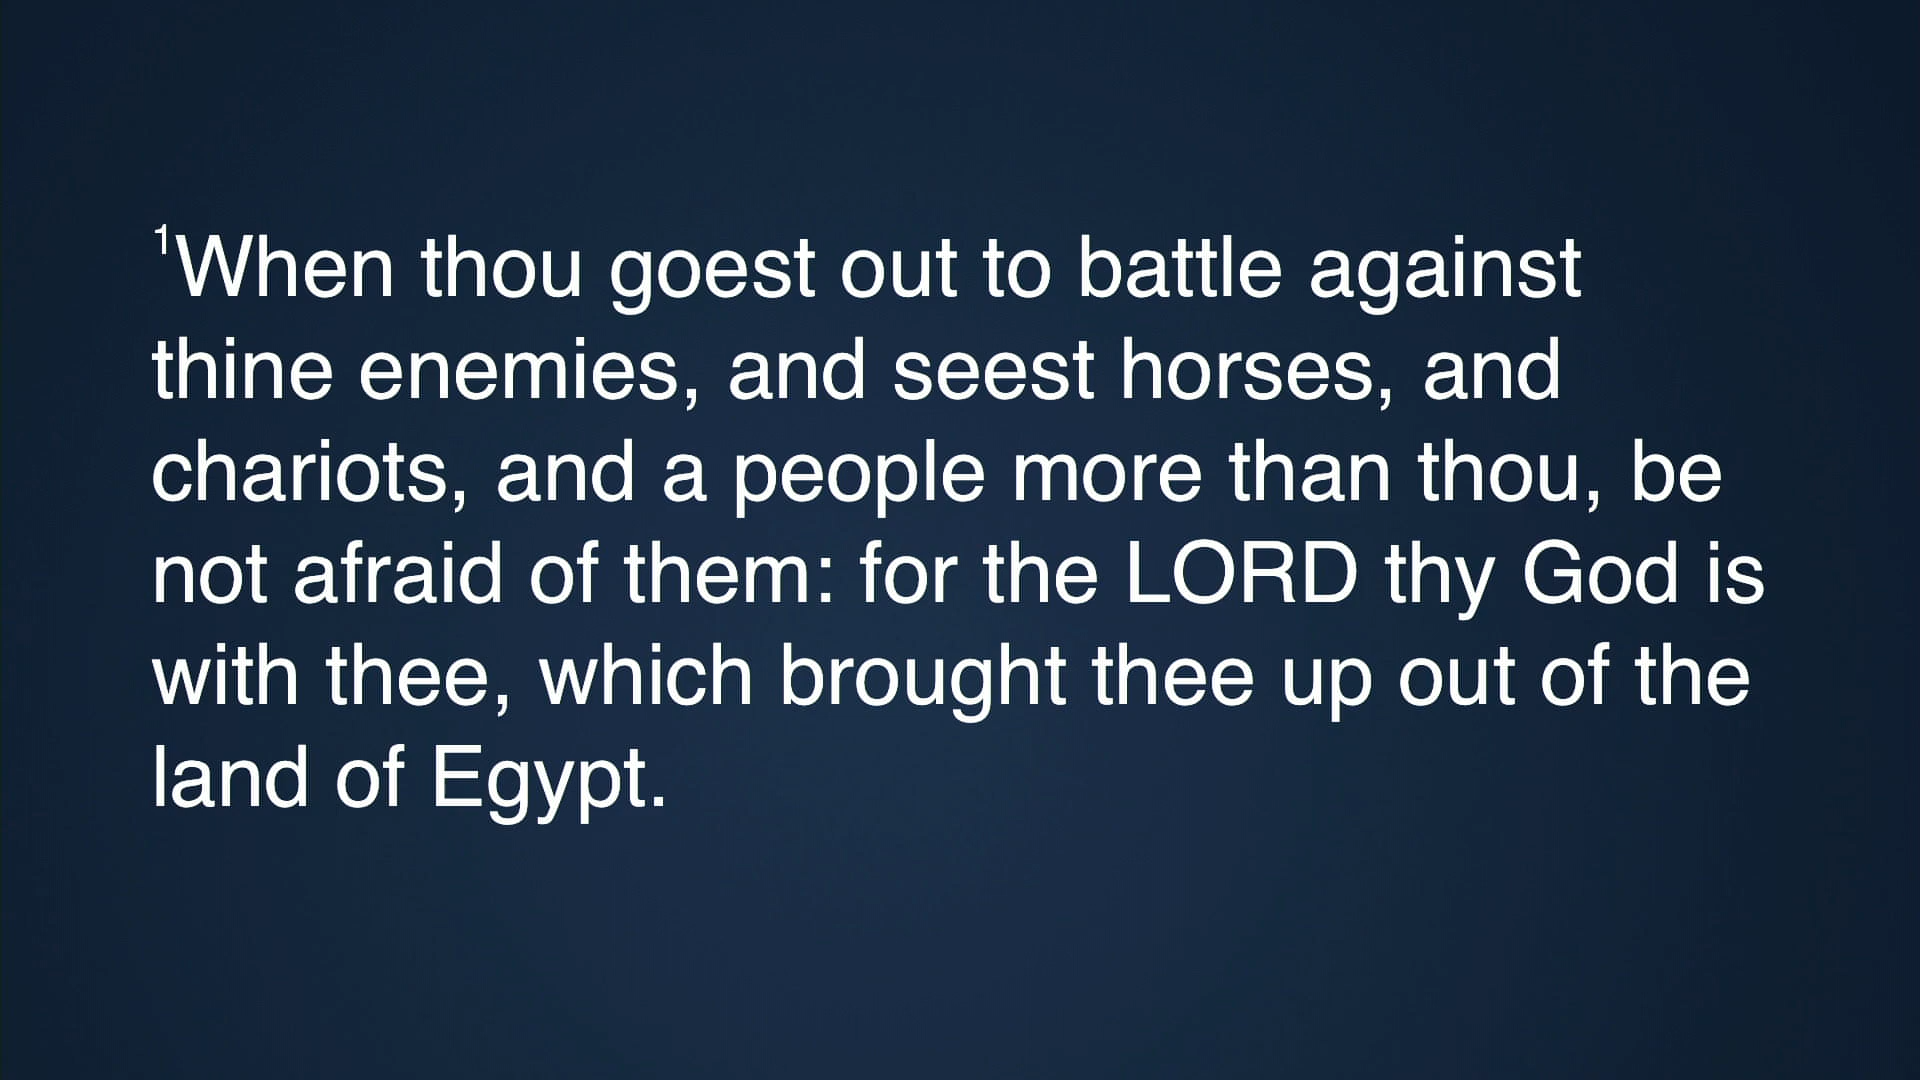 ¹When thou goest out to battle against
thine enemies, and seest horses, and
chariots, and a people more than thou, be
not afraid of them: for the LORD thy God is
with thee, which brought thee up out of the
land of Egypt.